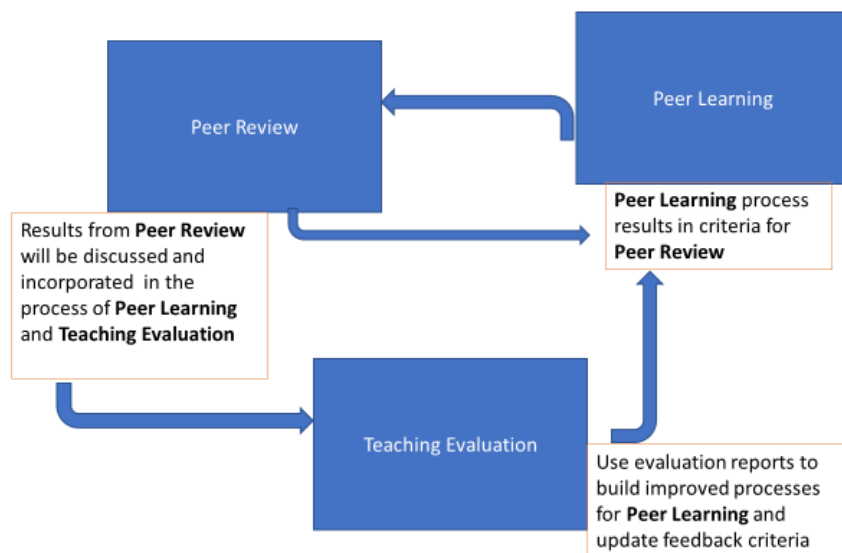 Peer Review
Peer Learning
Peer Learning process
results in criteria for
Peer Review
Results from Peer Review
will be discussed and
incorporated in the
process of Peer Learning
and Teaching Evaluation
Teaching Evaluation
Use evaluation reports to
build improved processes
for Peer Learning and
update feedback criteria